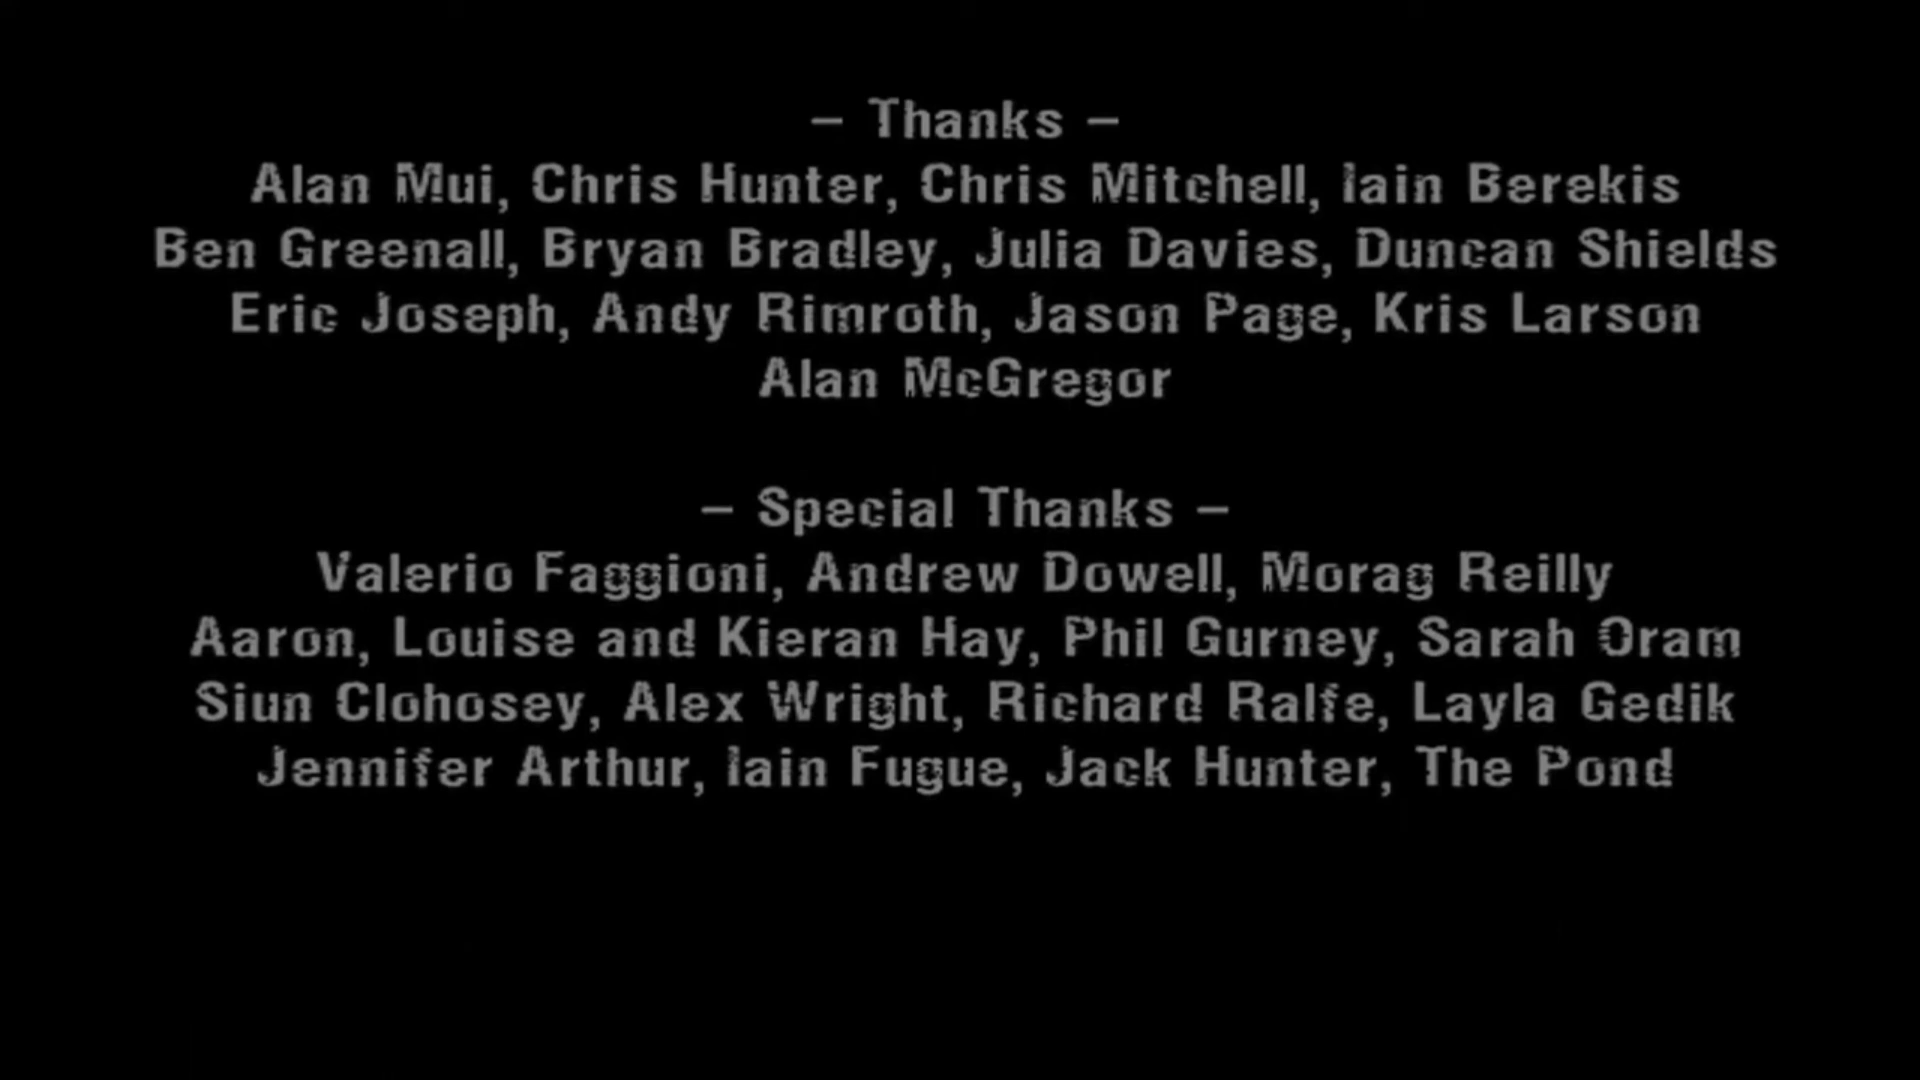 – Thanks –
Alan Mui, Chris Hunter, Chris Mitchell, Iain Berekis
Ben Greenall, Bryan Bradley, Julia Davies, Duncan Shields
Eric Joseph, Andy Rimroth, Jason Page, Kris Larson
Alan McGregor
– Special Thanks –
Valerio Faggioni, Andrew Dowell, Morag Reilly
Aaron, Louise and Kieran Hay, Phil Gurney, Sarah Oram
Siun Clohosey, Alex Wright, Richard Ralfe, Layla Gedik
Jennifer Arthur, Iain Fugue, Jack Hunter, The Pond